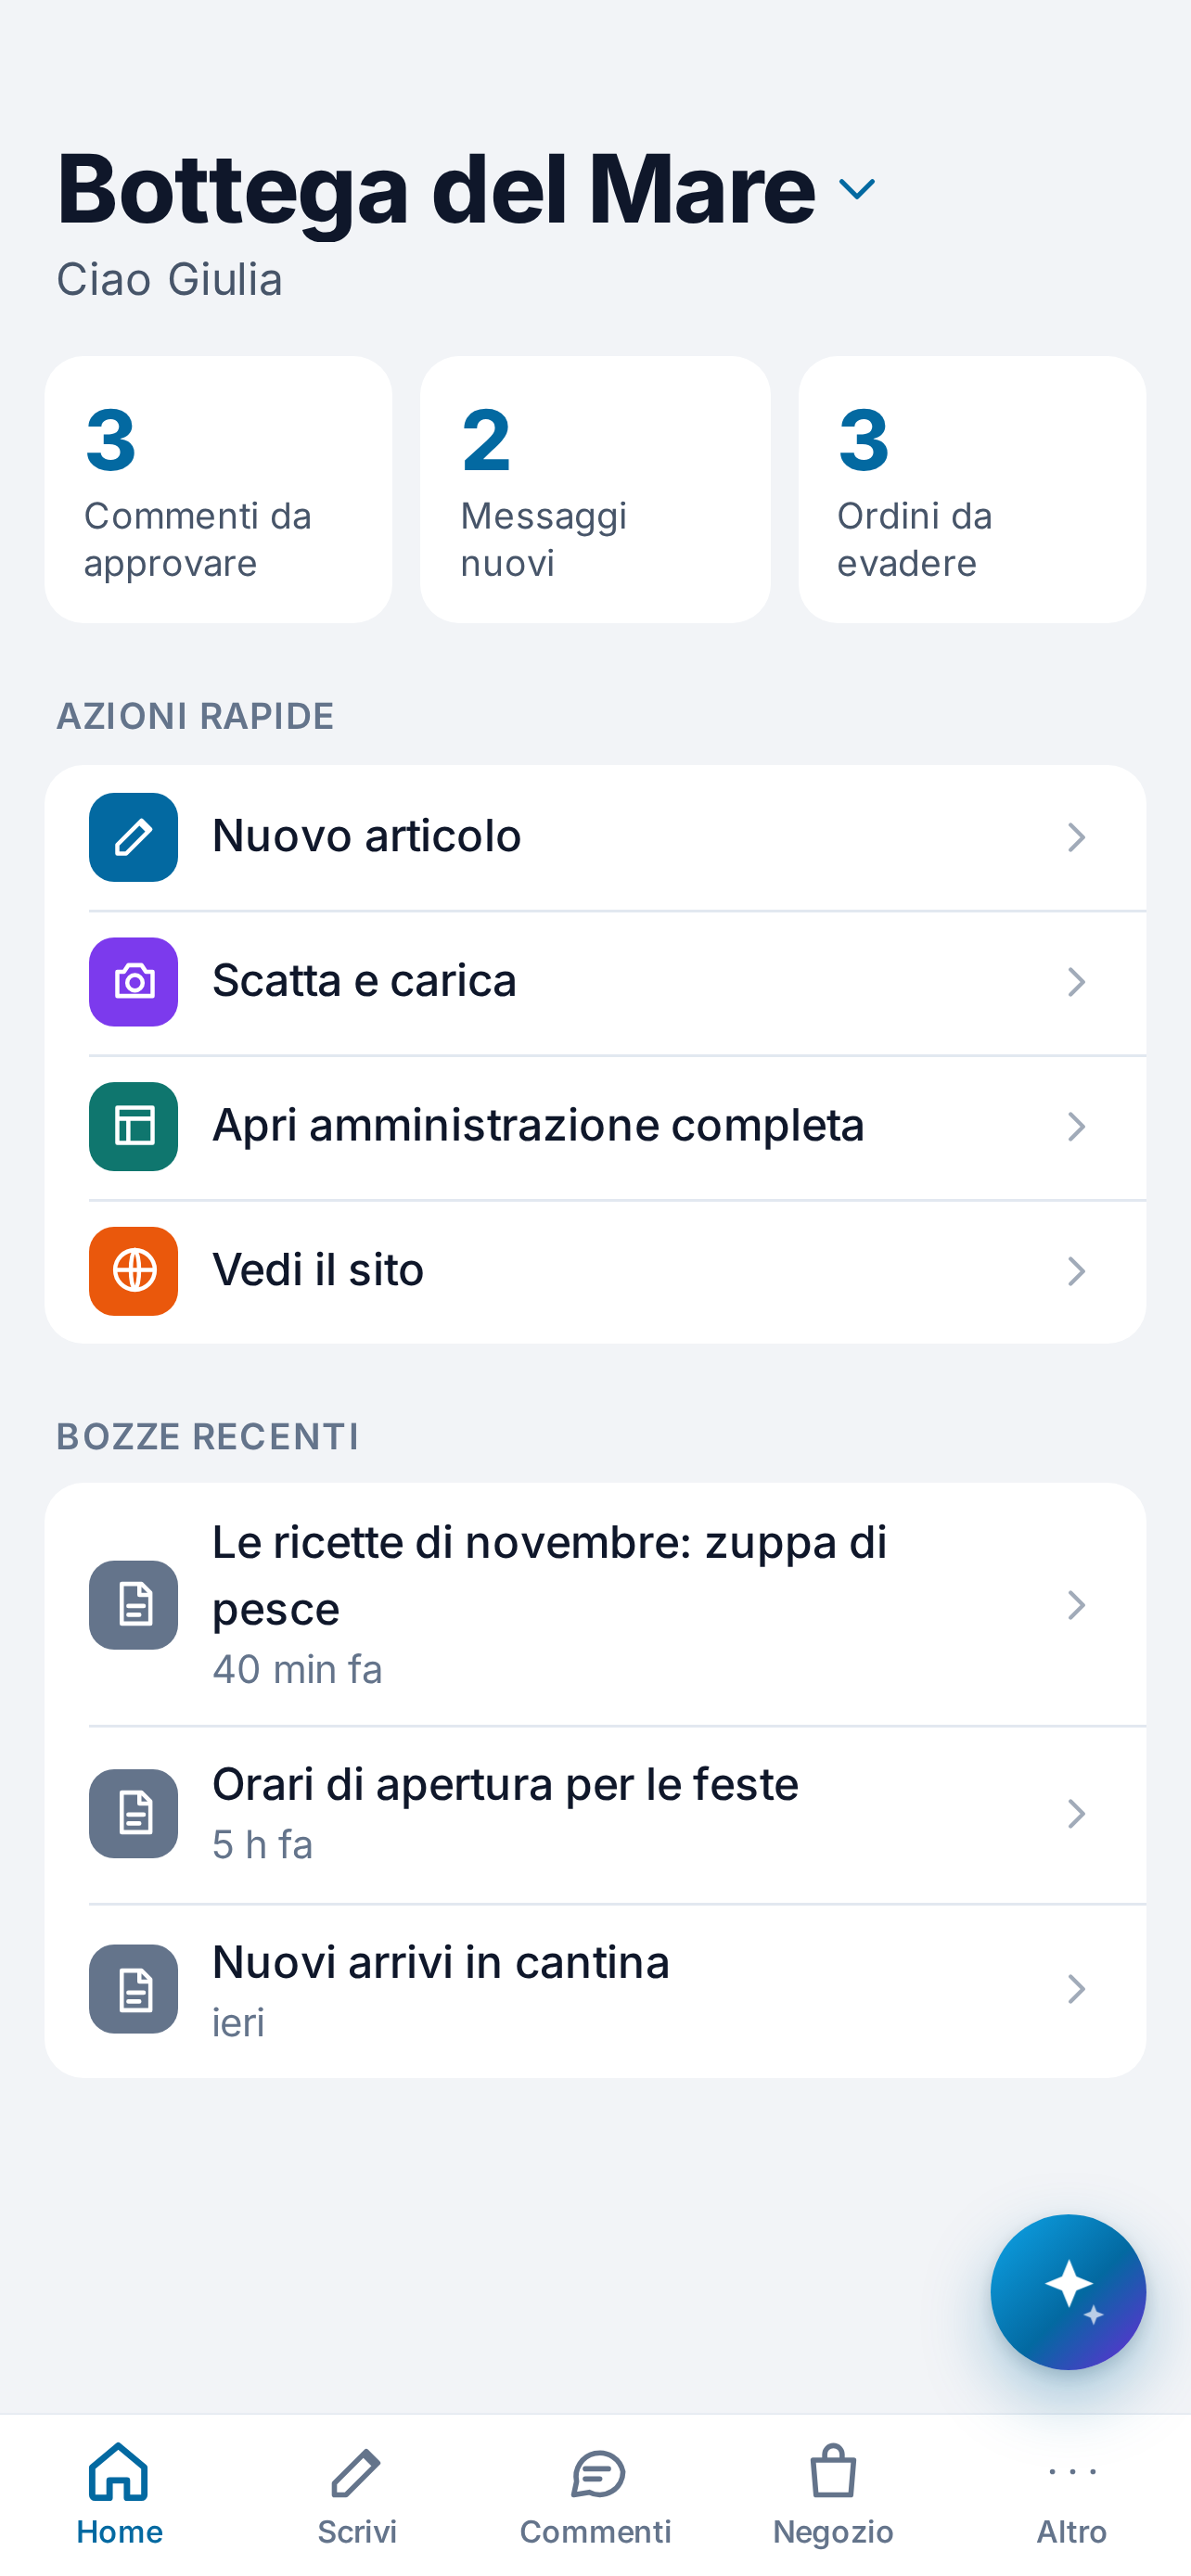 Bottega del Mare
Ciao Giulia
3
Commenti da
approvare
2
Messaggi
nuovi
3
Ordini da
evadere
AZIONI RAPIDE
Nuovo articolo
Scatta e carica
Apri amministrazione completa
Vedi il sito
BOZZE RECENTI
Le ricette di novembre: zuppa di
pesce
40 min fa
Orari di apertura per le feste
5 h fa
Nuovi arrivi in cantina
ieri
Home
Scrivi
Commenti
Negozio
Altro